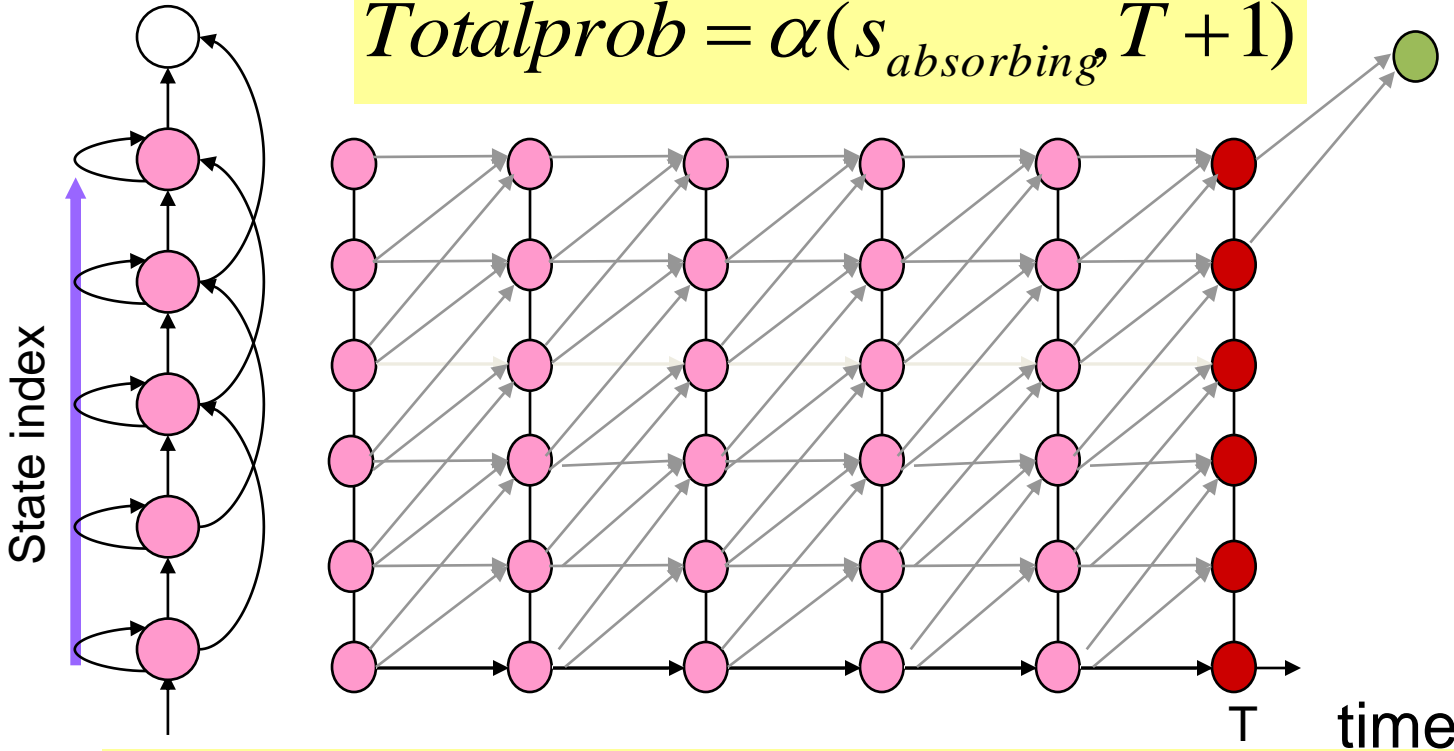 Totalprob = α(s_absorbing, T + 1)
State index
T
time